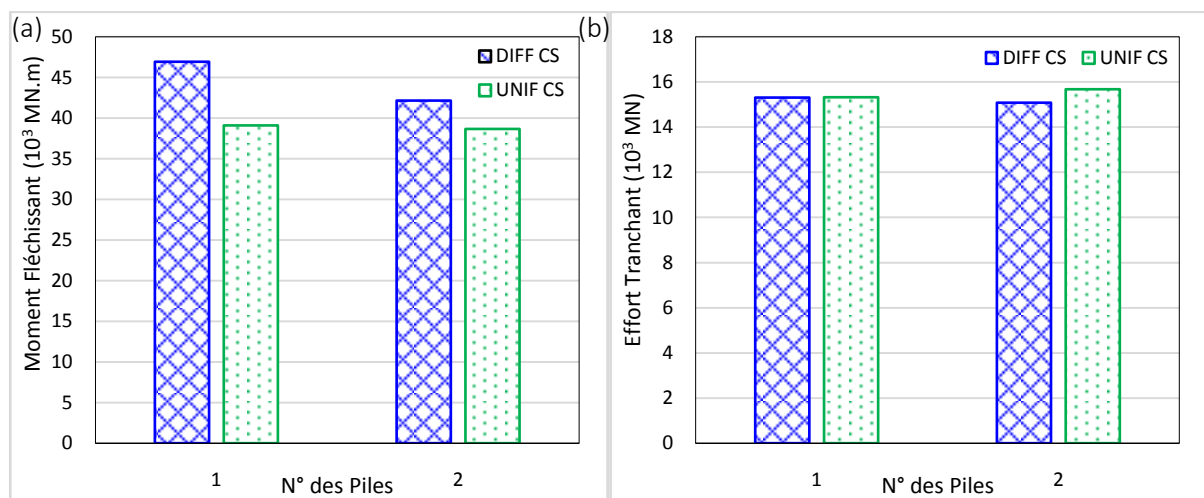 (a)
Moment Fléchissant (10³ MN.m)
50
45
40
35
30
25
20
15
10
5
0
DIFF CS
UNIF CS
1
2
N° des Piles
(b)
Effort Tranchant (10³ MN)
18
16
14
12
10
8
6
4
2
0
DIFF CS
UNIF CS
1
2
N° des Piles